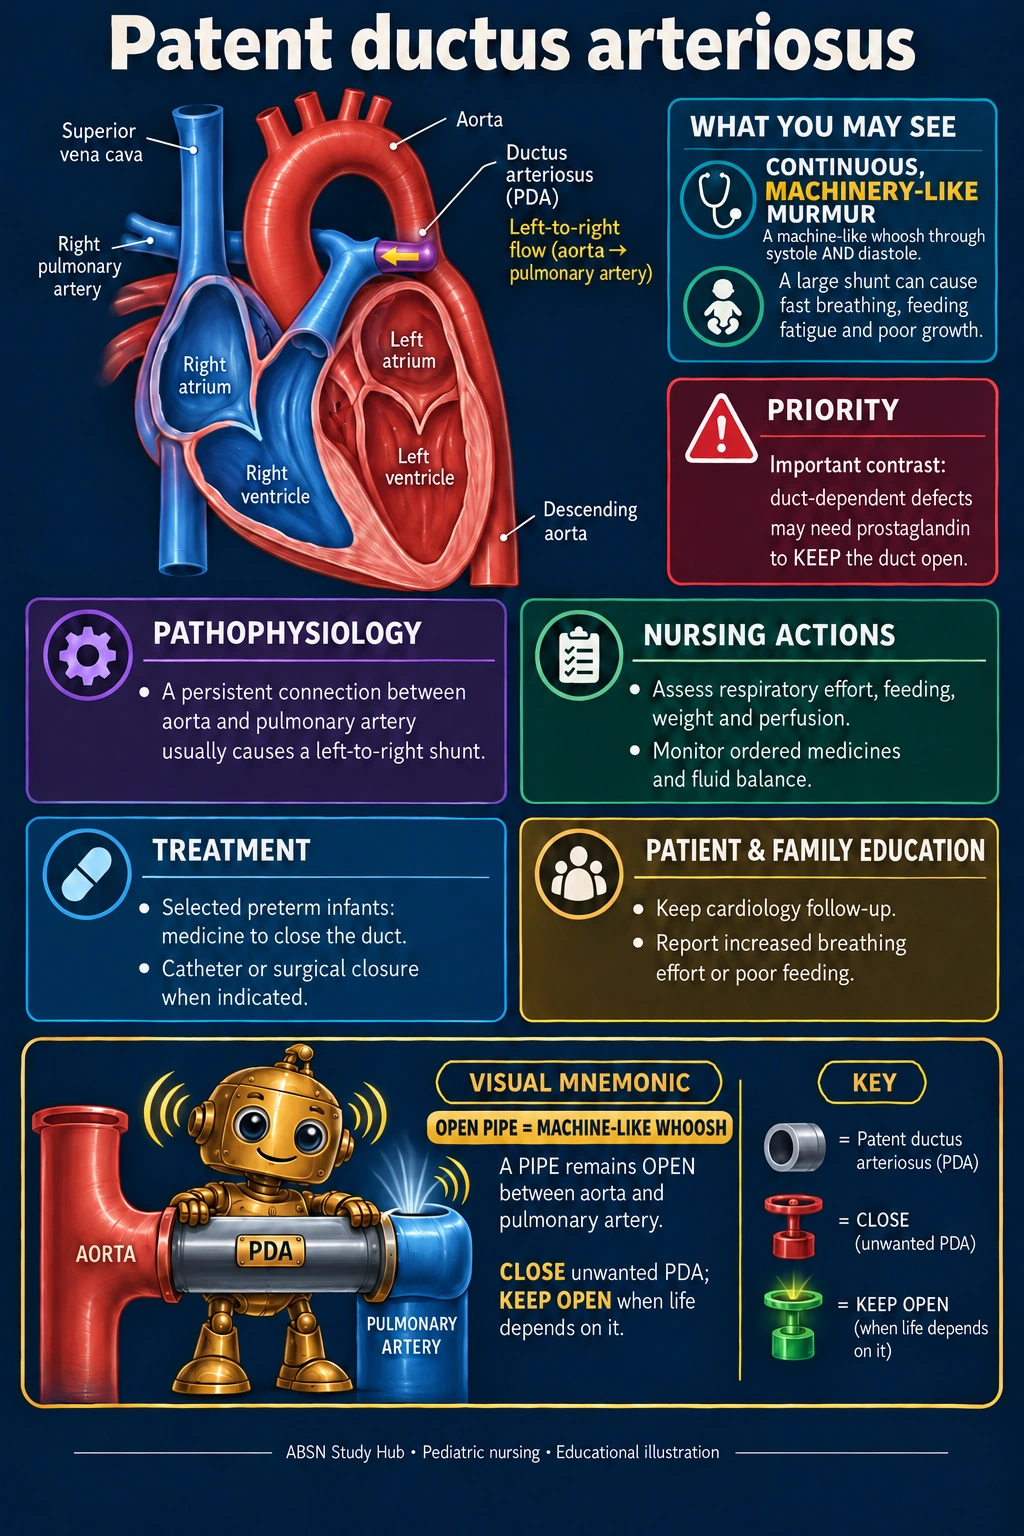 Patent ductus arteriosus
Superior
vena cava
Right
pulmonary
artery
Aorta
Ductus
arteriosus
(PDA)
Left-to-right
flow (aorta →
pulmonary artery)
Right
atrium
Left
atrium
Right
ventricle
Left
ventricle
Descending
aorta
WHAT YOU MAY SEE
CONTINUOUS,
MACHINERY-LIKE
MURMUR
A machine-like whoosh through
systole AND diastole.
A large shunt can cause
fast breathing, feeding
fatigue and poor growth.
PRIORITY
Important contrast:
duct-dependent defects
may need prostaglandin
to KEEP the duct open.
PATHOPHYSIOLOGY
• A persistent connection between
aorta and pulmonary artery
usually causes a left-to-right shunt.
NURSING ACTIONS
• Assess respiratory effort, feeding,
weight and perfusion.
• Monitor ordered medicines
and fluid balance.
TREATMENT
• Selected preterm infants:
medicine to close the duct.
• Catheter or surgical closure
when indicated.
PATIENT & FAMILY EDUCATION
• Keep cardiology follow-up.
• Report increased breathing
effort or poor feeding.
AORTA
PDA
PULMONARY
ARTERY
VISUAL MNEMONIC
OPEN PIPE = MACHINE-LIKE WHOOSH
A PIPE remains OPEN
between aorta and
pulmonary artery.
CLOSE unwanted PDA;
KEEP OPEN when life
depends on it.
KEY
= Patent ductus
arteriosus (PDA)
= CLOSE
(unwanted PDA)
= KEEP OPEN
(when life depends
on it)
ABSN Study Hub • Pediatric nursing • Educational illustration